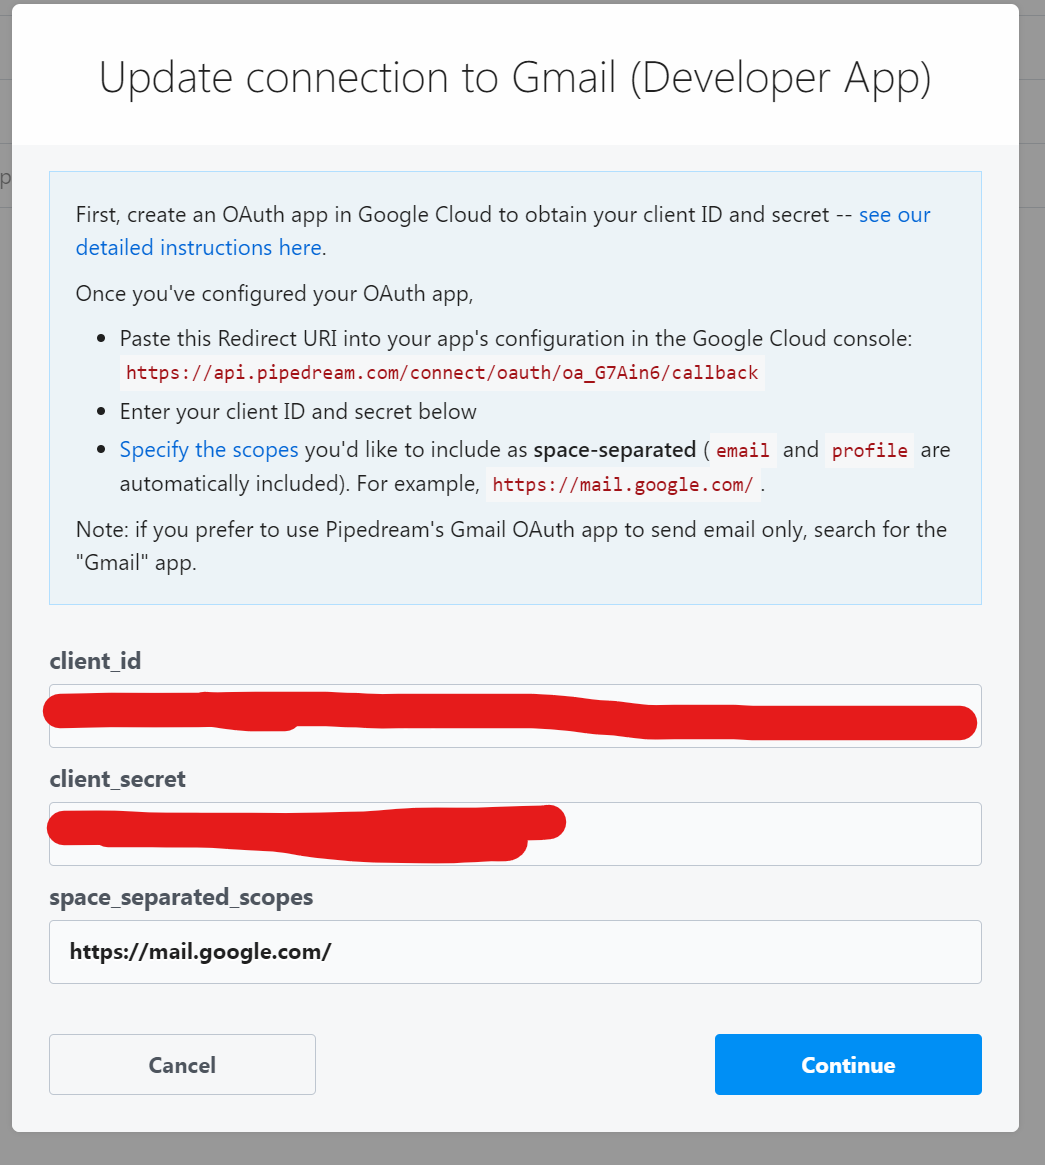 Update connection to Gmail (Developer App)
First, create an OAuth app in Google Cloud to obtain your client ID and secret -- see our
detailed instructions here.
Once you've configured your OAuth app,
• Paste this Redirect URI into your app's configuration in the Google Cloud console:
https://api.pipedream.com/connect/oauth/oa_G7Ain6/callback
• Enter your client ID and secret below
• Specify the scopes you'd like to include as space-separated ( email and profile are
automatically included). For example, https://mail.google.com/ .
Note: if you prefer to use Pipedream's Gmail OAuth app to send email only, search for the
"Gmail" app.
client_id
client_secret
space_separated_scopes
https://mail.google.com/
Cancel
Continue